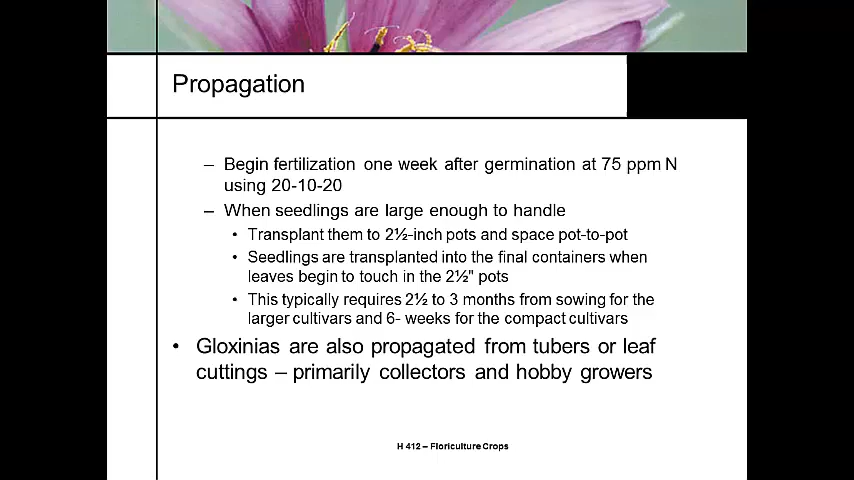 Propagation
– Begin fertilization one week after germination at 75 ppm N
using 20-10-20
– When seedlings are large enough to handle
• Transplant them to 2½-inch pots and space pot-to-pot
• Seedlings are transplanted into the final containers when
leaves begin to touch in the 2½" pots
• This typically requires 2½ to 3 months from sowing for the
larger cultivars and 6- weeks for the compact cultivars
• Gloxinias are also propagated from tubers or leaf
cuttings – primarily collectors and hobby growers
H 412 – Floriculture Crops